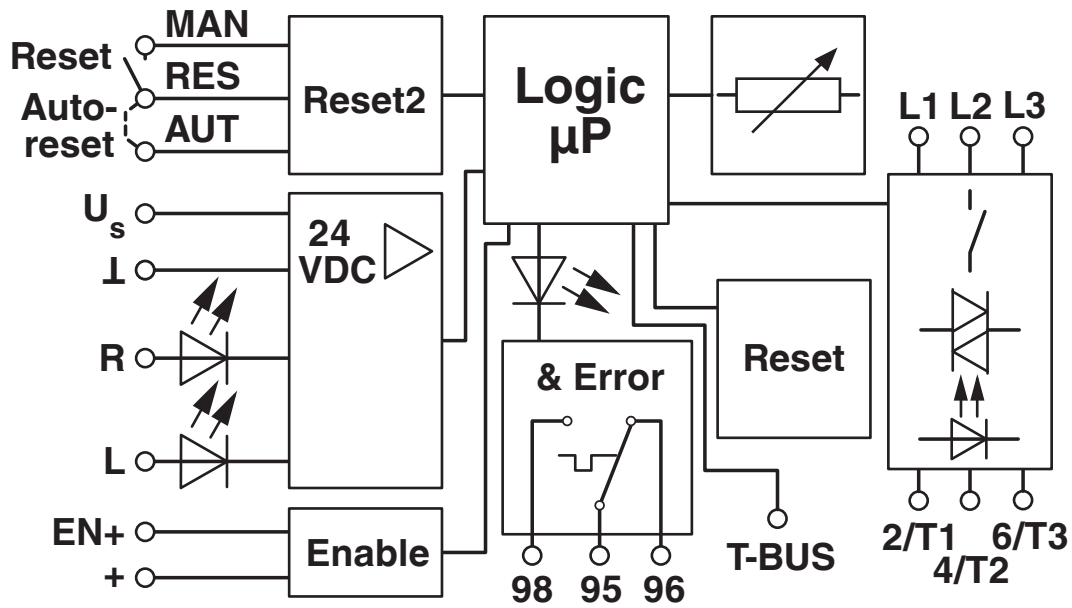 MAN
Reset
RES
Auto-
reset
AUT
Reset2
Logic
µP
L1 L2 L3
Us
24
VDC
⊥
R
L
Reset
& Error
EN+
+
Enable
98 95 96
T-BUS
2/T1 6/T3
4/T2